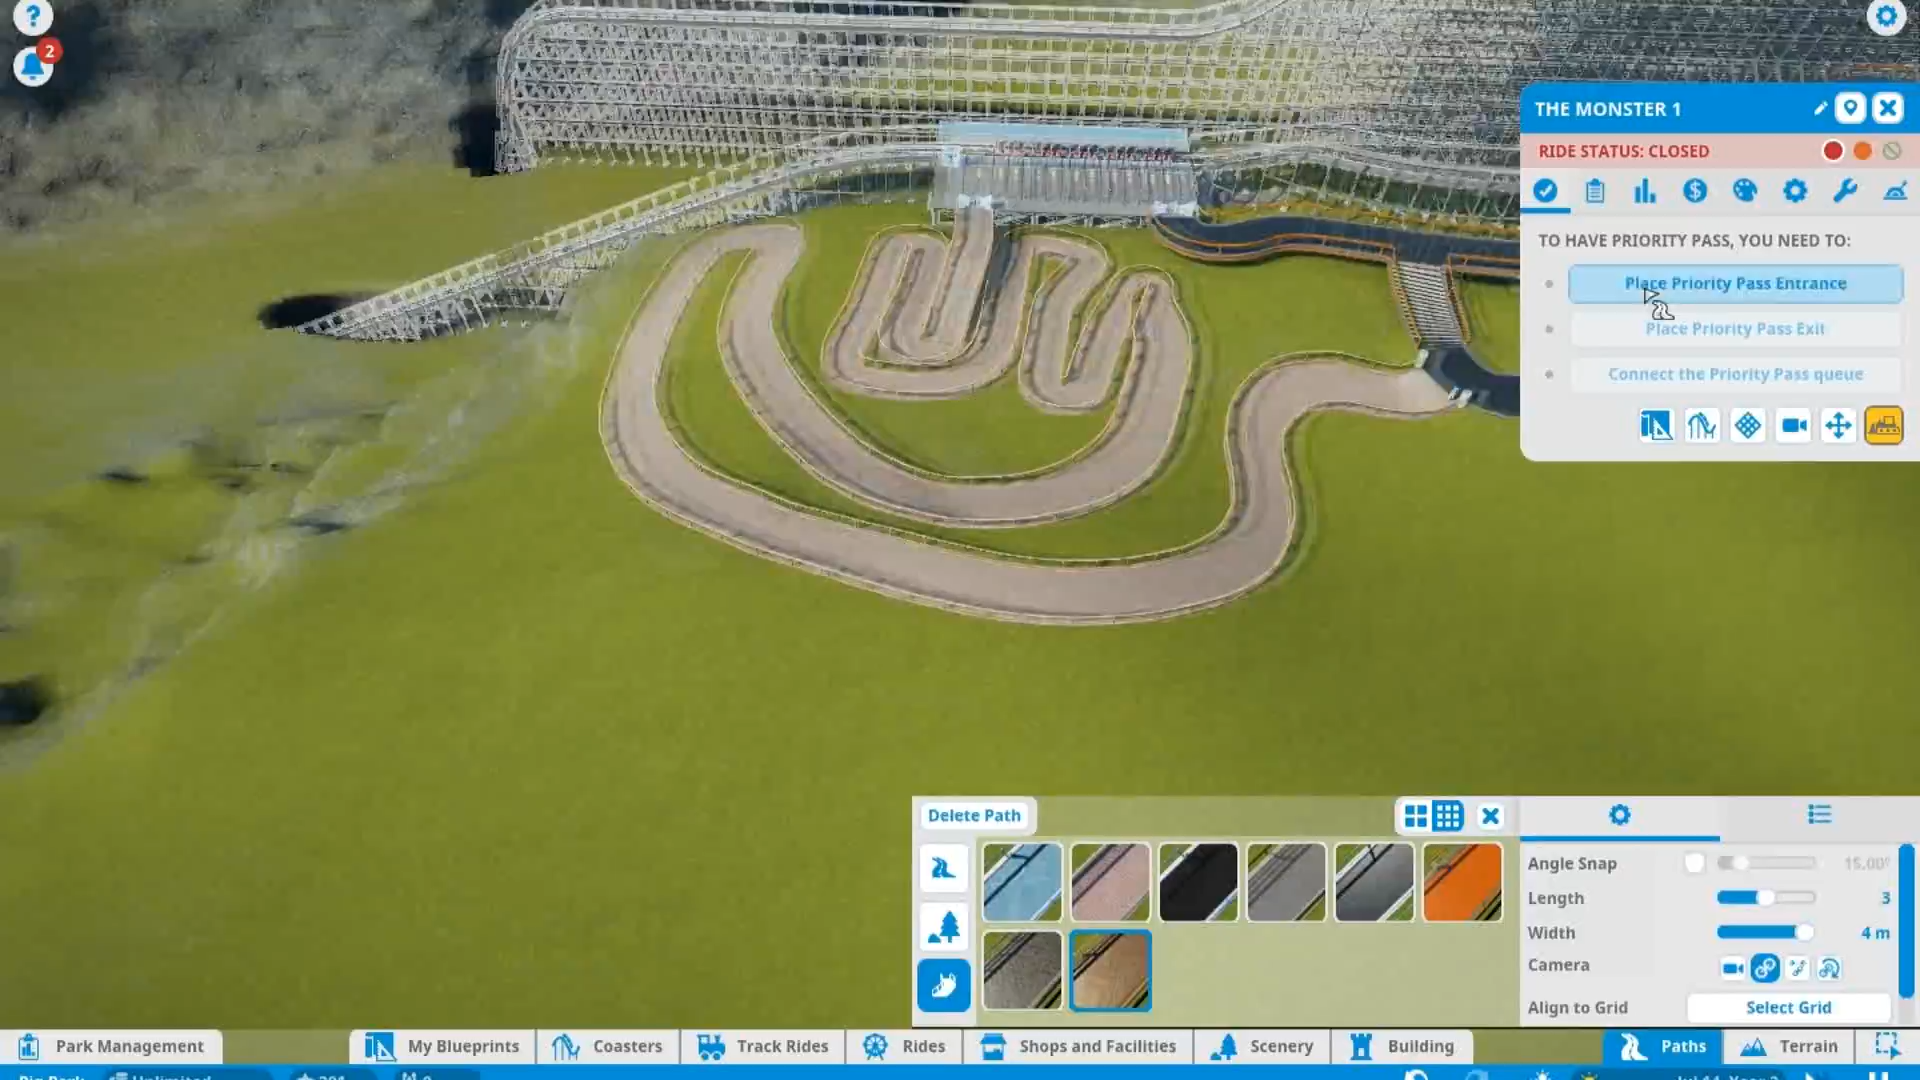 ?
2
THE MONSTER 1
RIDE STATUS: CLOSED
TO HAVE PRIORITY PASS, YOU NEED TO:
Place Priority Pass Entrance
Place Priority Pass Exit
Connect the Priority Pass queue
Delete Path
Angle Snap 15.00°
Length 3
Width 4 m
Camera
Align to Grid Select Grid
Park Management My Blueprints Coasters Track Rides Rides Shops and Facilities Scenery Building Paths Terrain
Unlimited